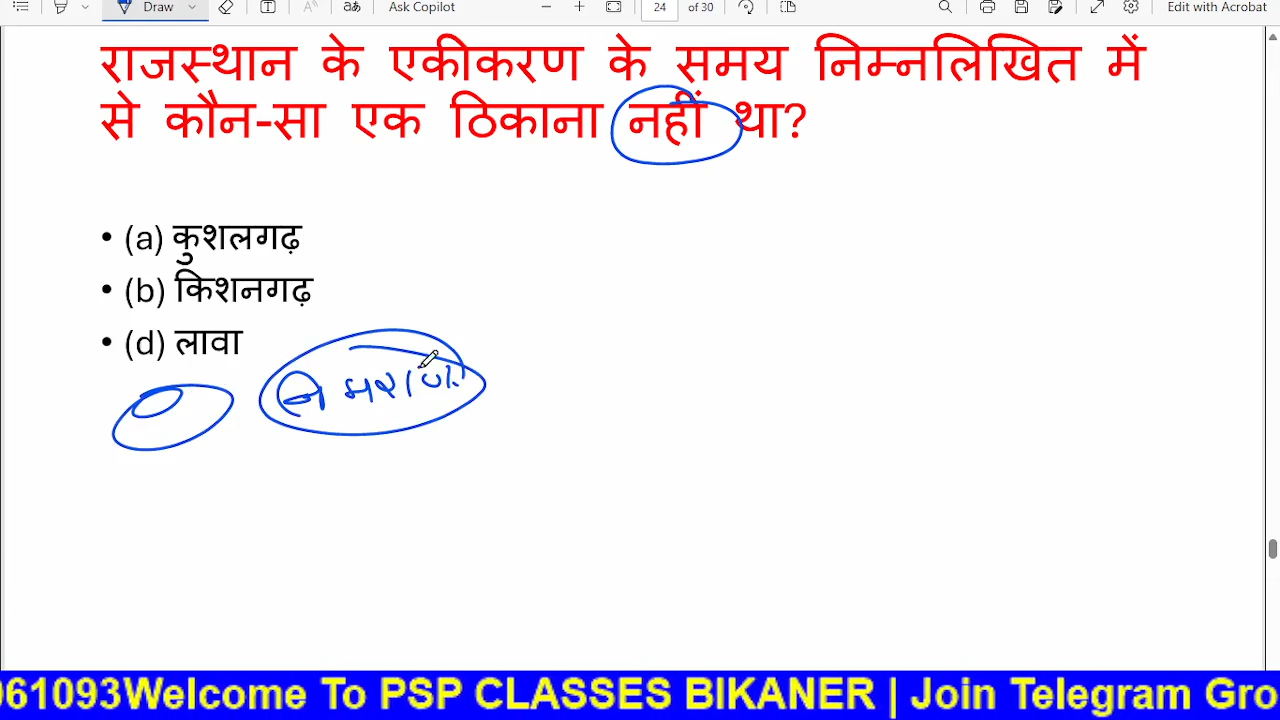 Draw
Ask Copilot
24 of 30
Edit with Acrobat
राजस्थान के एकीकरण के समय निम्नलिखित में
से कौन-सा एक ठिकाना नहीं था?
• (a) कुशलगढ़
• (b) किशनगढ़
• (d) लावा
061093Welcome To PSP CLASSES BIKANER | Join Telegram Gro